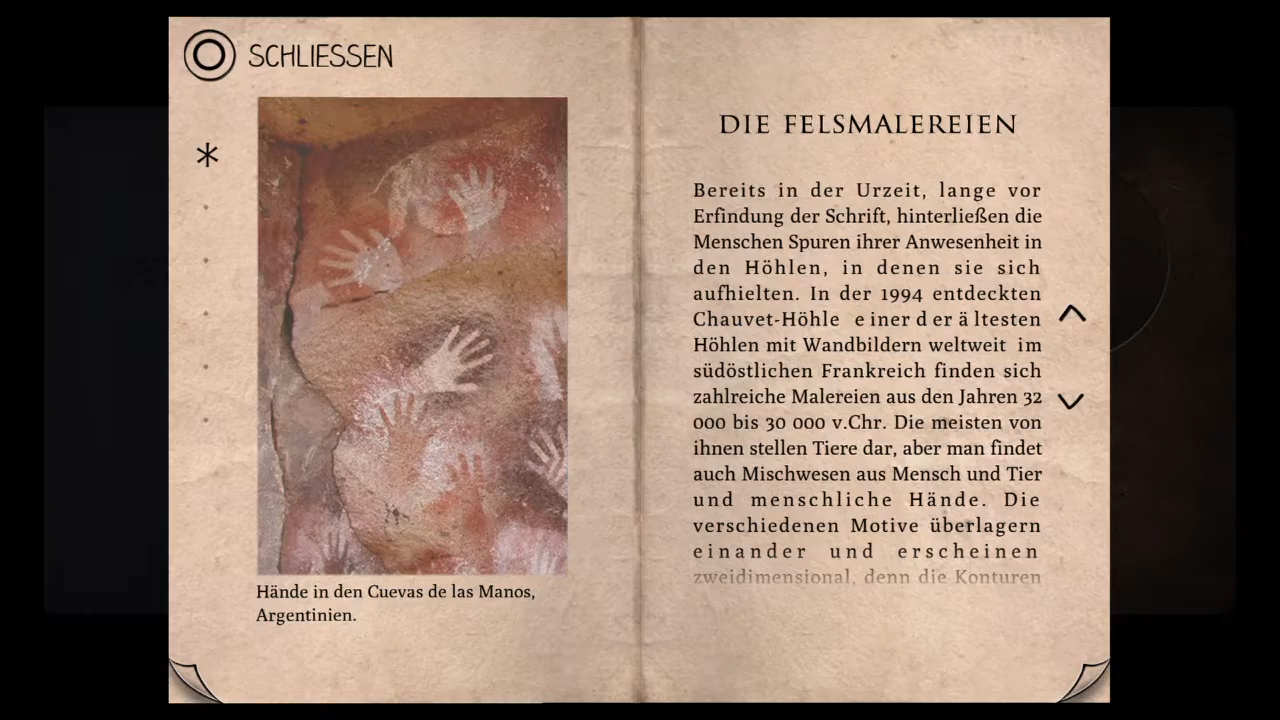 SCHLIESSEN
Hände in den Cuevas de las Manos,
Argentinien.
DIE FELSMALEREIEN
Bereits in der Urzeit, lange vor
Erfindung der Schrift, hinterließen die
Menschen Spuren ihrer Anwesenheit in
den Höhlen, in denen sie sich
aufhielten. In der 1994 entdeckten
Chauvet-Höhle e iner d er ä ltesten
Höhlen mit Wandbildern weltweit im
südöstlichen Frankreich finden sich
zahlreiche Malereien aus den Jahren 32
000 bis 30 000 v.Chr. Die meisten von
ihnen stellen Tiere dar, aber man findet
auch Mischwesen aus Mensch und Tier
und menschliche Hände. Die
verschiedenen Motive überlagern
einander und erscheinen
zweidimensional, denn die Konturen